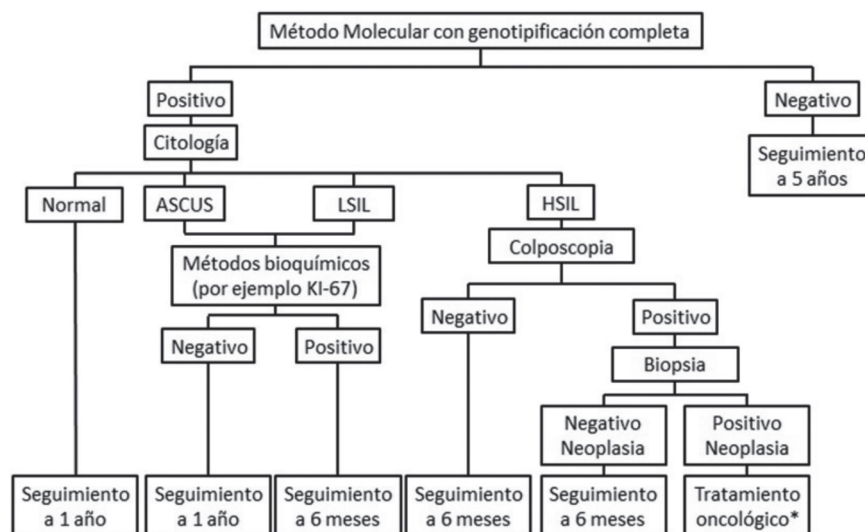 Método Molecular con genotipificación completa
Positivo
Negativo
Citología
Seguimiento
a 5 años
Normal
ASCUS
LSIL
HSIL
Colposcopia
Métodos bioquímicos
(por ejemplo KI-67)
Negativo
Positivo
Negativo
Positivo
Biopsia
Negativo
Neoplasia
Positivo
Neoplasia
Seguimiento
a 1 año
Seguimiento
a 1 año
Seguimiento
a 6 meses
Seguimiento
a 6 meses
Seguimiento
a 6 meses
Tratamiento
oncológico*